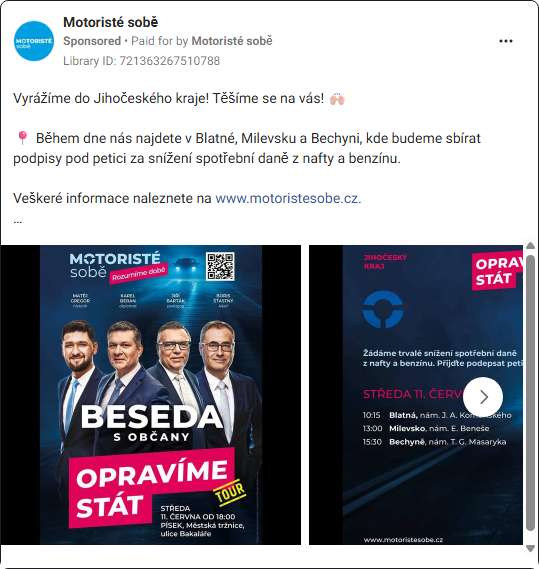 Motoristé sobě
Sponsored • Paid for by Motoristé sobě
Library ID: 721363267510788
MOTORISTÉ
sobě
Vyrážíme do Jihočeského kraje! Těšíme se na vás! 🙌🏻
📍 Během dne nás najdete v Blatné, Milevsku a Bechyni, kde budeme sbírat
podpisy pod petici za snížení spotřební daně z nafty a benzínu.
Veškeré informace naleznete na www.motoristesobe.cz.
...
MOTORISTÉ
sobě
Rozumíme době
MATĚJ
GREGOR
KAREL
BERAN
diplomat
JIŘÍ
BARTÁK
pedagog
BORIS
ŠŤASTNÝ
lékař
BESEDA
S OBČANY
OPRAVÍME
STÁT
TOUR
STŘEDA
11. ČERVNA OD 18:00
PÍSEK, Městská tržnice,
ulice Bakaláře
JIHOČESKÝ
KRAJ
OPRA
STÁT
Žádáme trvalé snížení spotřební daně
z nafty a benzínu. Přijďte podepsat peti
STŘEDA 11. ČERV
10:15 Blatná, nám. J. A. Kom ského
13:00 Milevsko, nám. E. Beneše
15:30 Bechyně, nám. T. G. Masaryka
www.motoristesobe.cz